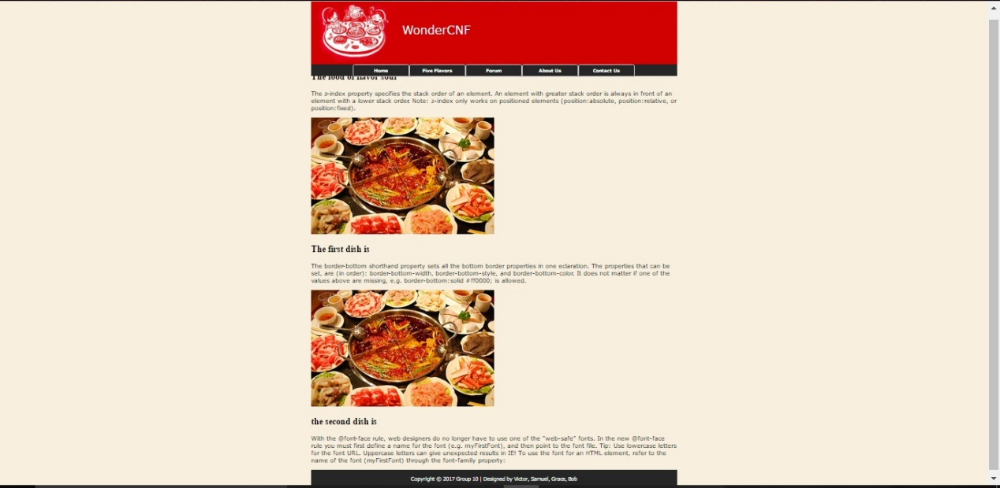 WonderCNF
Home Five Flavors Forum About Us Contact Us
The food of flavor sour
The z-index property specifies the stack order of an element. An element with greater stack order is always in front of an
element with a lower stack order. Note: z-index only works on positioned elements (position:absolute, position:relative, or
position:fixed).
The first dish is
The border-bottom shorthand property sets all the bottom border properties in one eclaration. The properties that can be
set, are (in order): border-bottom-width, border-bottom-style, and border-bottom-color. It does not matter if one of the
values above are missing, e.g. border-bottom:solid #ff0000; is allowed.
the second dish is
With the @font-face rule, web designers do no longer have to use one of the "web-safe" fonts. In the new @font-face
rule you must first define a name for the font (e.g. myFirstFont), and then point to the font file. Tip: Use lowercase letters
for the font URL. Uppercase letters can give unexpected results in IE! To use the font for an HTML element, refer to the
name of the font (myFirstFont) through the font-family property:
Copyright © 2017 Group 10 | Designed by Victor, Samuel, Grace, Bob